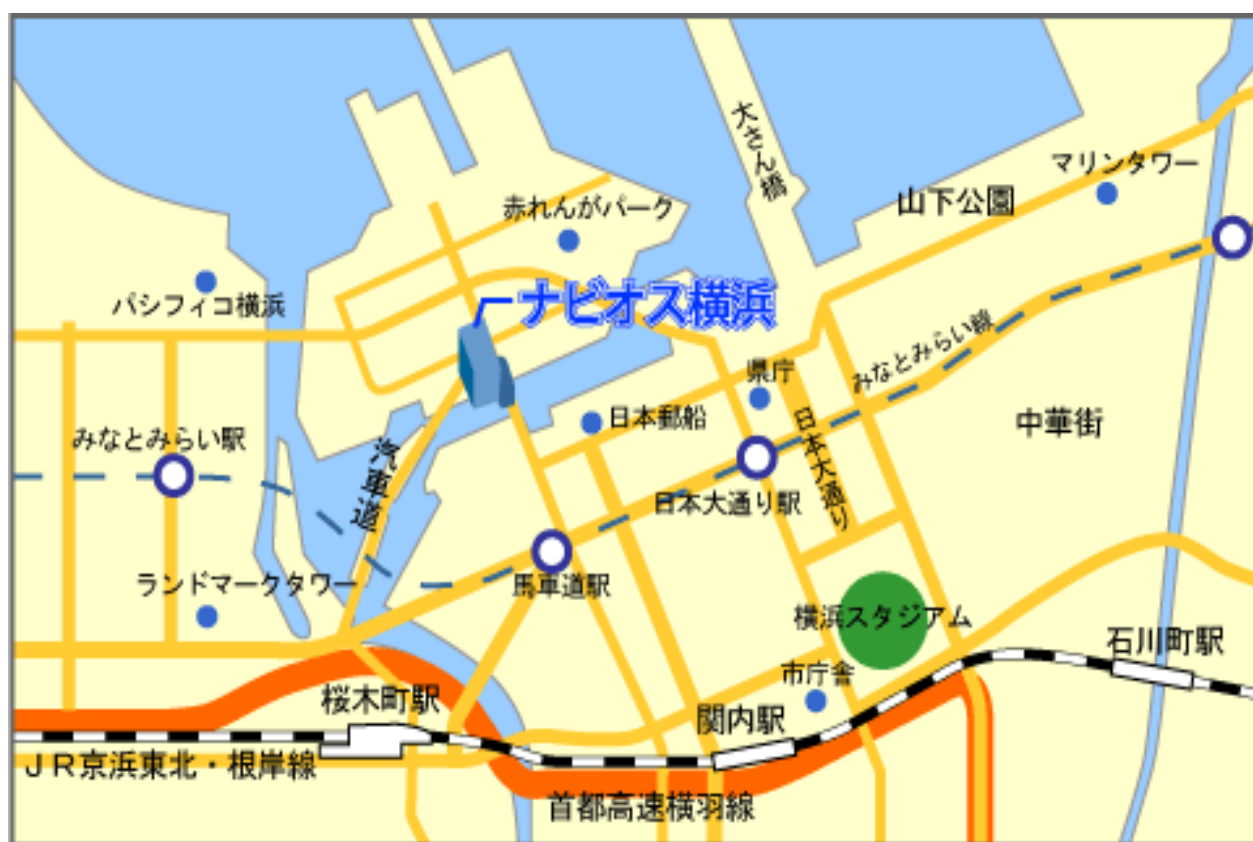 大さん橋
マリンタワー
山下公園
赤れんがパーク
パシフィコ横浜
ナビオス横浜
みなとみらい線
県庁
日本郵船
中華街
みなとみらい駅
汽車道
日本大通り
日本大通り駅
ランドマークタワー
馬車道駅
横浜スタジアム
石川町駅
市庁舎
桜木町駅
関内駅
JR京浜東北・根岸線
首都高速横羽線